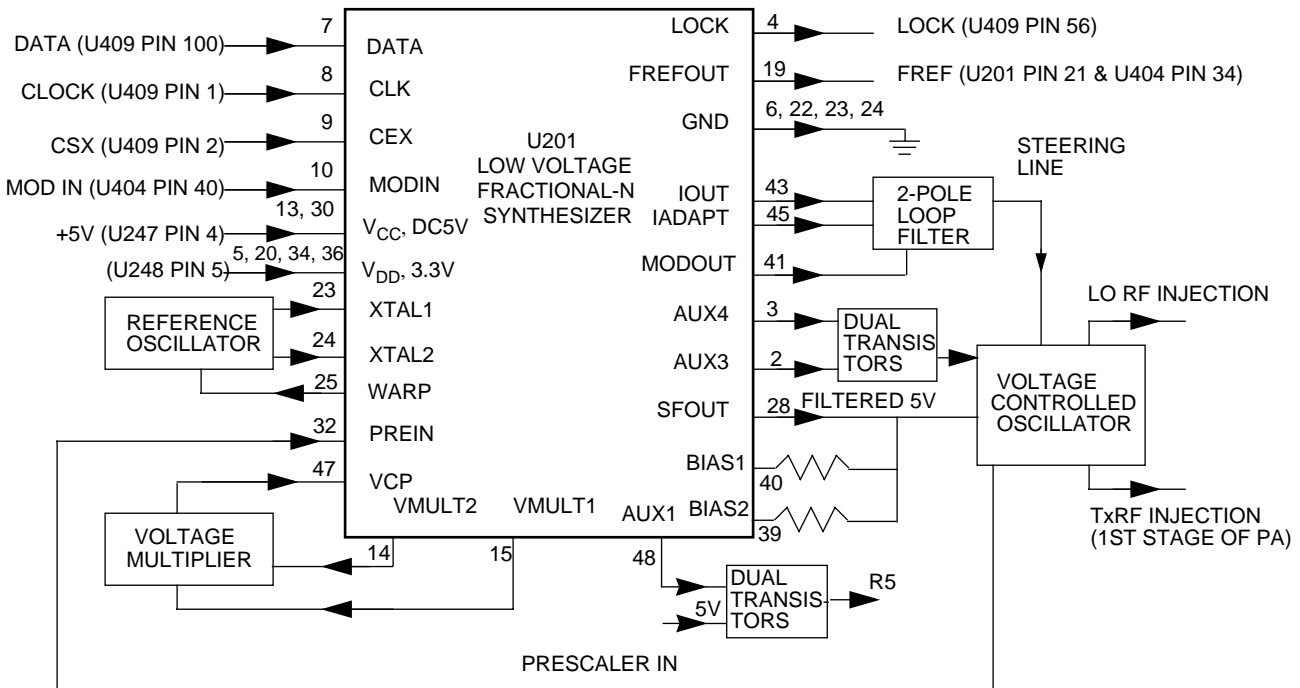 7
DATA (U409 PIN 100)
DATA
8
CLOCK (U409 PIN 1)
CLK
9
CSX (U409 PIN 2)
CEX
10
MOD IN (U404 PIN 40)
MODIN
13, 30
+5V (U247 PIN 4)
VCC, DC5V
5, 20, 34, 36
(U248 PIN 5)
VDD, 3.3V
23
XTAL1
REFERENCE
OSCILLATOR
24
XTAL2
25
WARP
32
PREIN
47
VCP
VOLTAGE
MULTIPLIER
VMULT2
14
VMULT1
15
U201
LOW VOLTAGE
FRACTIONAL-N
SYNTHESIZER
LOCK
4
LOCK (U409 PIN 56)
FREFOUT
19
FREF (U201 PIN 21 & U404 PIN 34)
GND
6, 22, 23, 24
IOUT
43
IADAPT
45
2-POLE
LOOP
FILTER
STEERING
LINE
MODOUT
41
AUX4
3
AUX3
2
DUAL
TRANSIS
TORS
LO RF INJECTION
VOLTAGE
CONTROLLED
OSCILLATOR
SFOUT
28
FILTERED 5V
BIAS1
40
BIAS2
39
TxRF INJECTION
(1ST STAGE OF PA)
AUX1
48
5V
DUAL
TRANSIS-
TORS
R5
PRESCALER IN